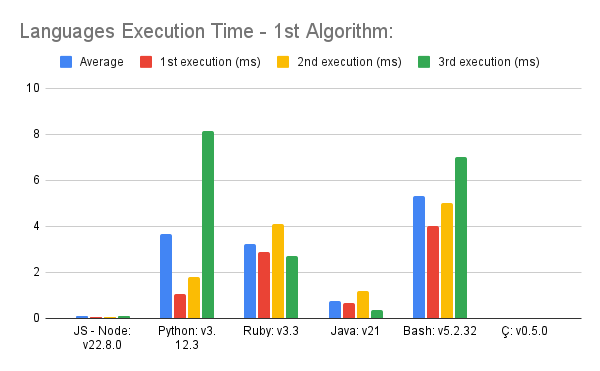 Languages Execution Time - 1st Algorithm:
Average 1st execution (ms) 2nd execution (ms) 3rd execution (ms)
10
8
6
4
2
0
JS - Node: Python: v3. Ruby: v3.3 Java: v21 Bash: v5.2.32 Ç: v0.5.0
v22.8.0 12.3